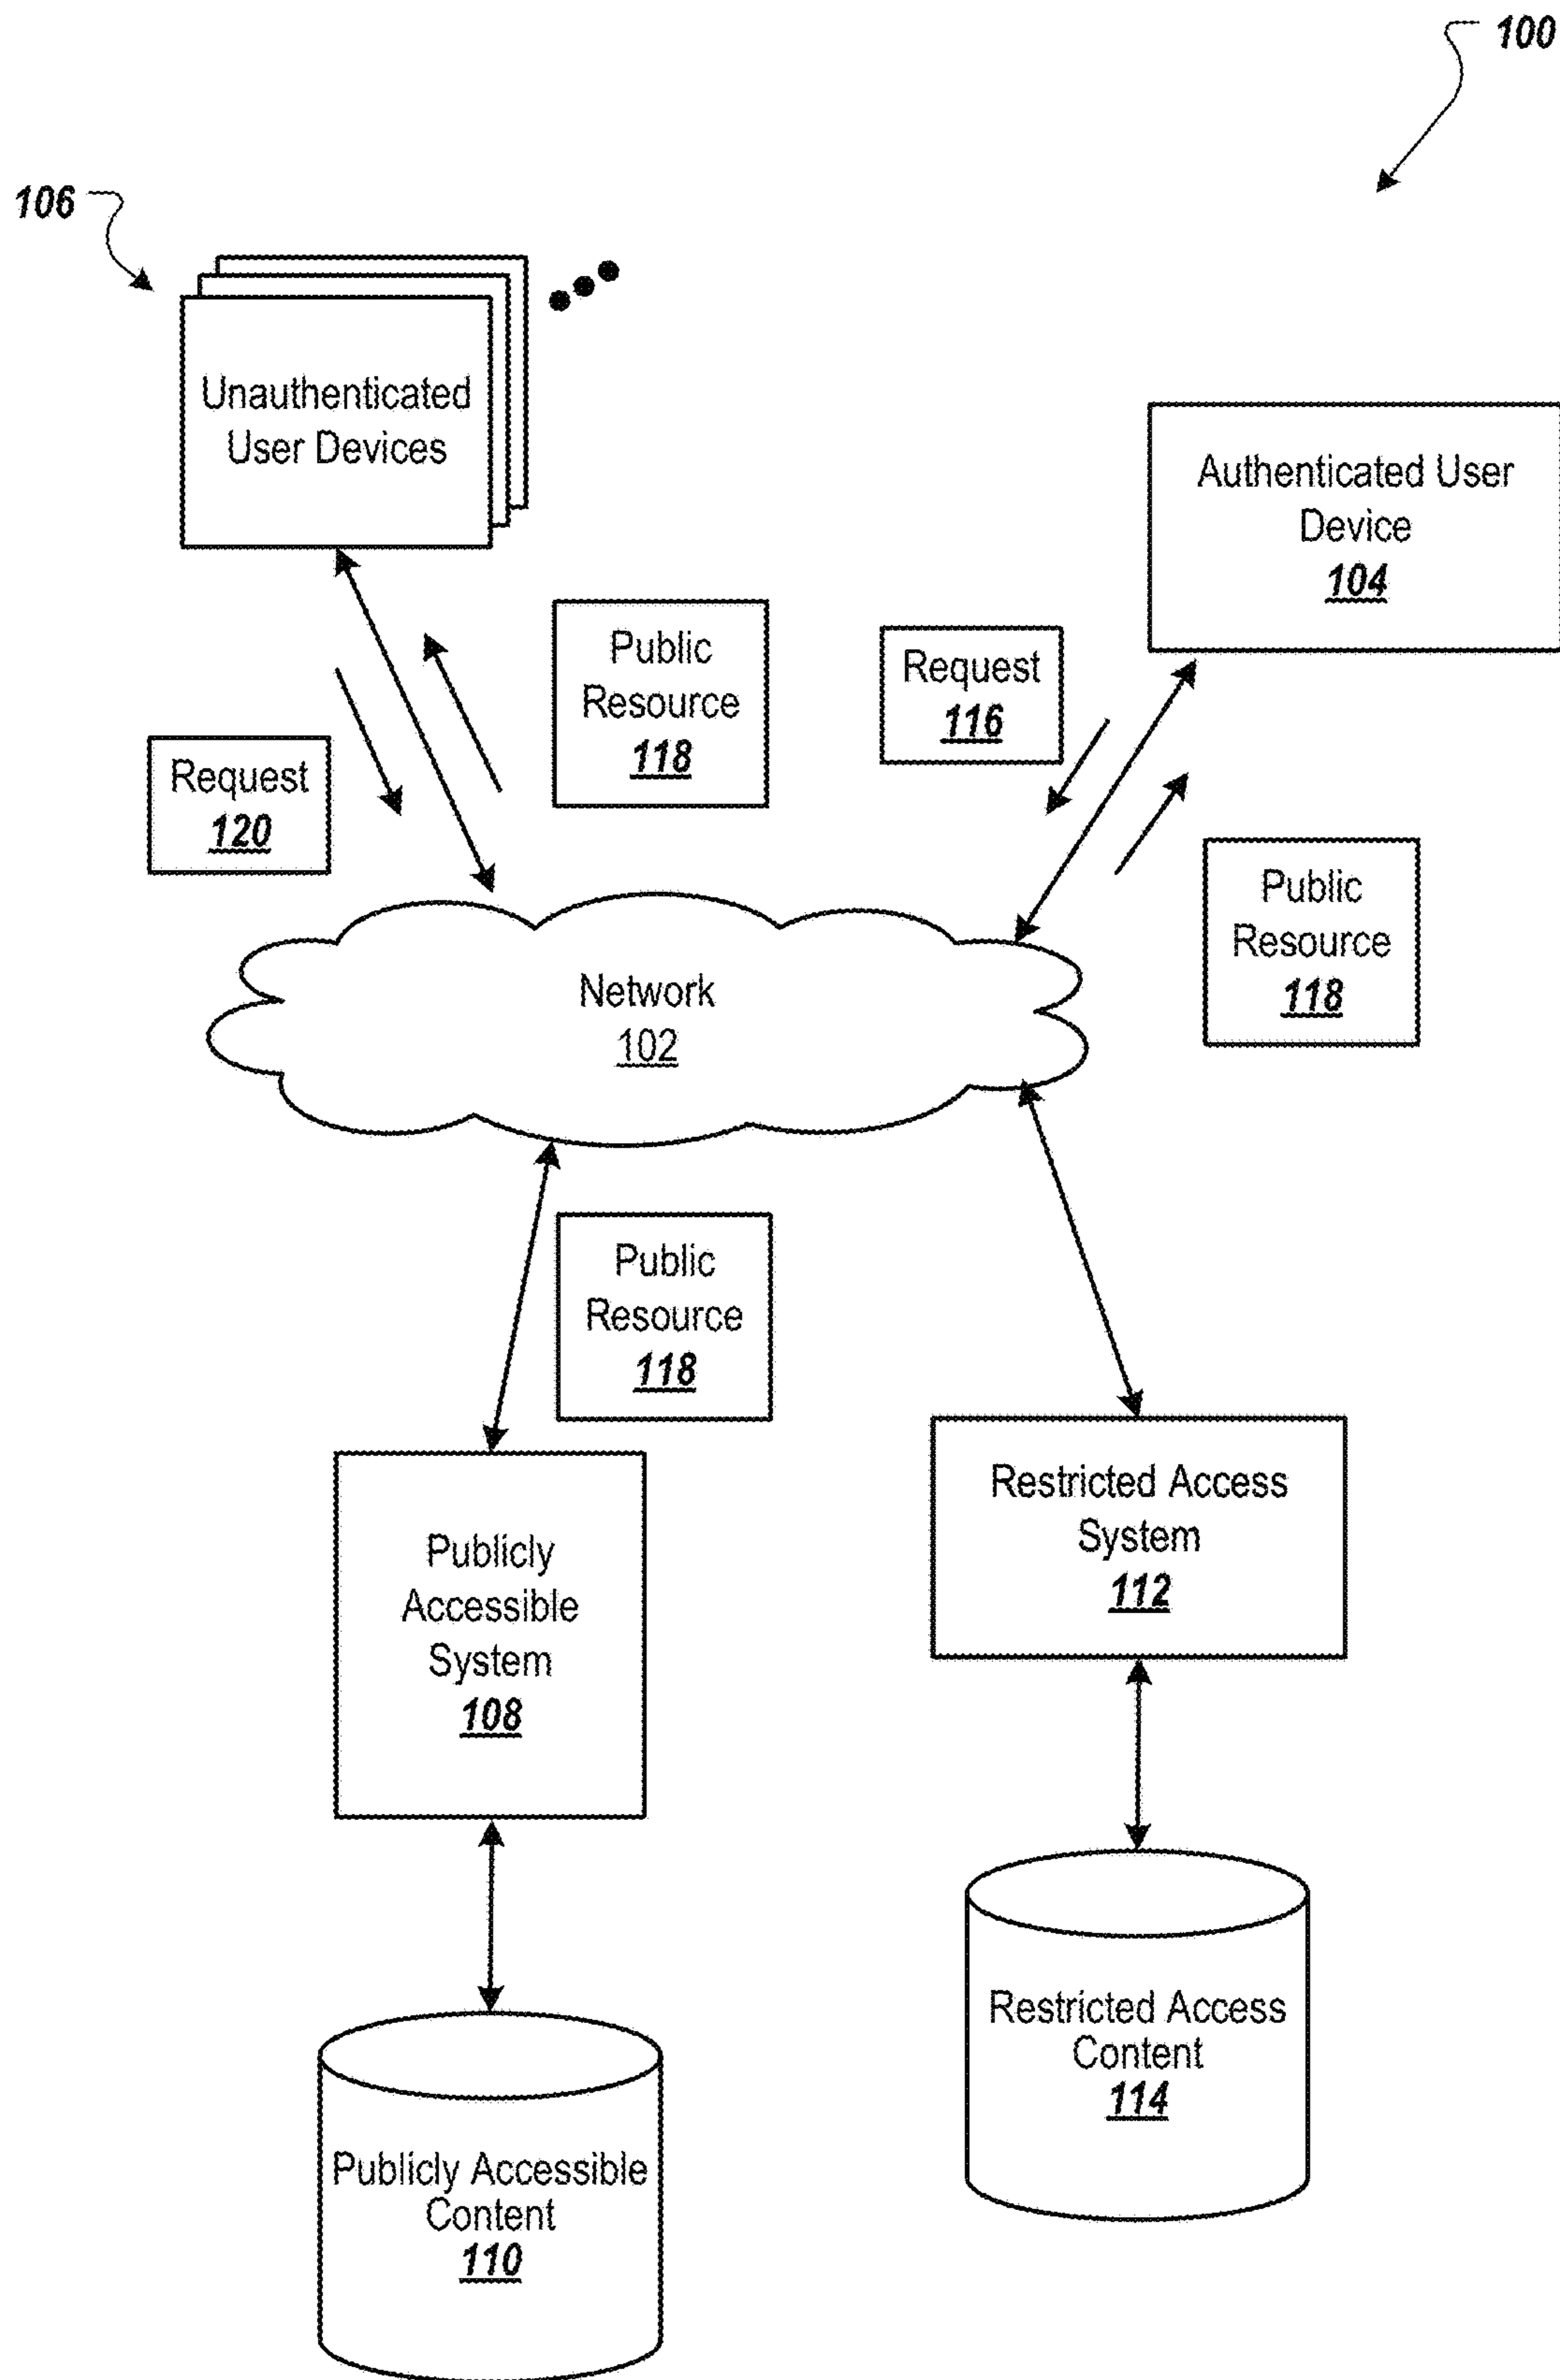 100
106
Unauthenticated
User Devices
Authenticated User
Device
104
Public
Resource
118
Request
116
Request
120
Public
Resource
118
Network
102
Public
Resource
118
Restricted Access
System
112
Publicly
Accessible
System
108
Restricted Access
Content
114
Publicly Accessible
Content
110